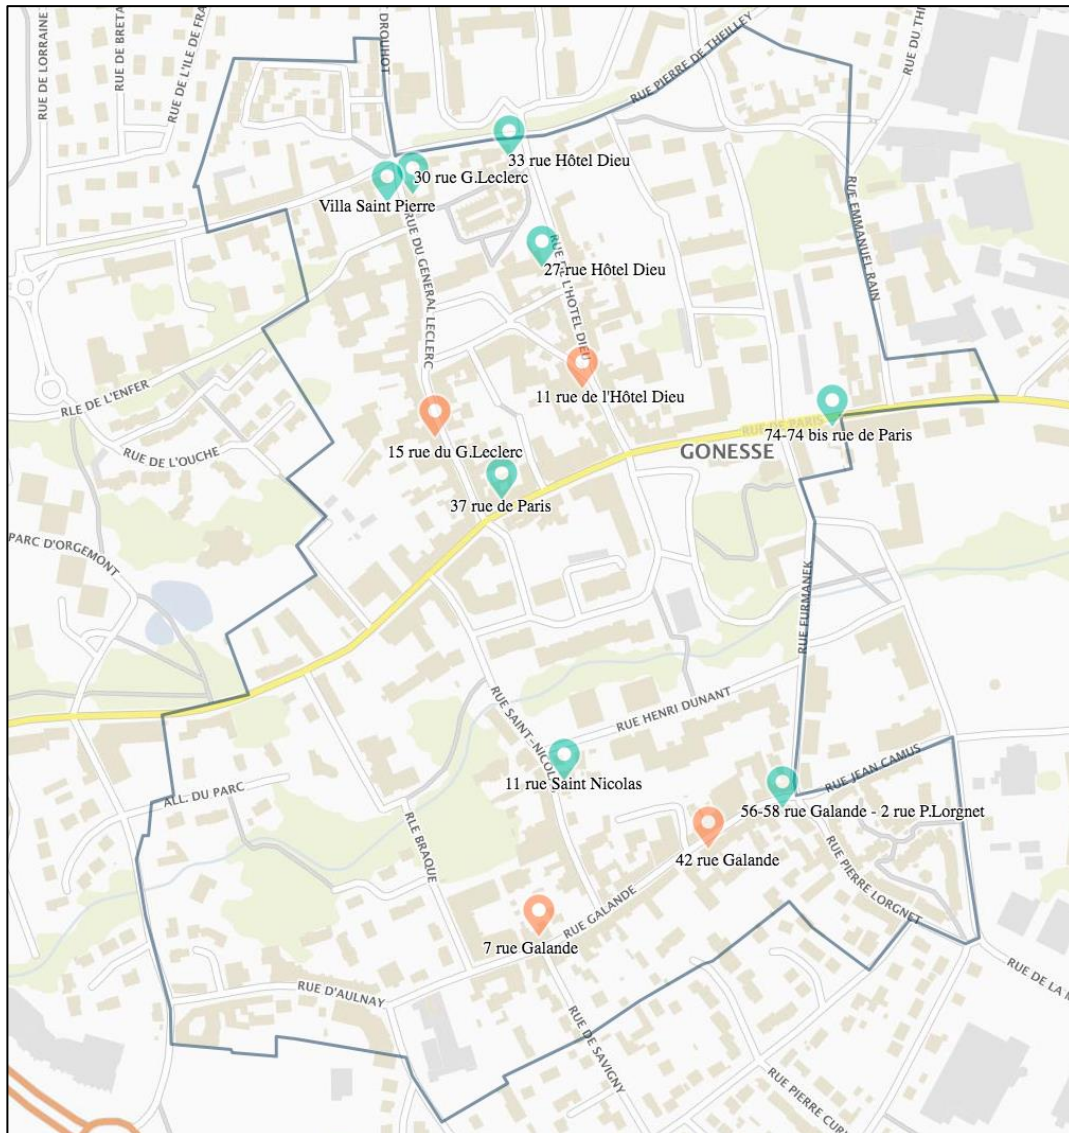 RUE DE LORRAINE
RUE DE BRETA
RUE DE L'ILE DE FRA
DROUHOT
RUE PIERRE DE THEILLEY
RUE DU THI
33 rue Hôtel Dieu
30 rue G.Leclerc
Villa Saint Pierre
RUE DU GENERAL LECLERC
27 rue Hôtel Dieu
RUE DE L'HOTEL DIEU
RUE EMMANUEL RAIN
RLE DE L'ENFER
11 rue de l'Hôtel Dieu
RUE DE PARIS
74-74 bis rue de Paris
15 rue du G.Leclerc
GONESSE
RUE DE L'OUCHE
37 rue de Paris
PARC D'ORGEMONT
RUE FURMANEK
RUE SAINT-NICOLAS
RUE HENRI DUNANT
11 rue Saint Nicolas
RUE JEAN CAMUS
ALL. DU PARC
56-58 rue Galande - 2 rue P.Lorgnet
RLE BRAQUE
42 rue Galande
RUE PIERRE LORGNET
RUE GALANDE
7 rue Galande
RUE D'AULNAY
RUE DE LA
RUE DE SAVIGNY
RUE PIERRE CURI